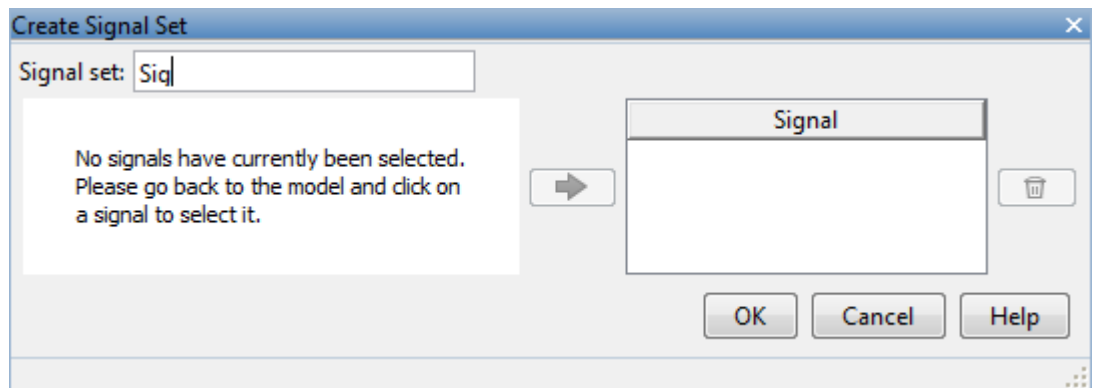 Create Signal Set
Signal set: Sig
No signals have currently been selected.
Please go back to the model and click on
a signal to select it.
Signal
OK Cancel Help